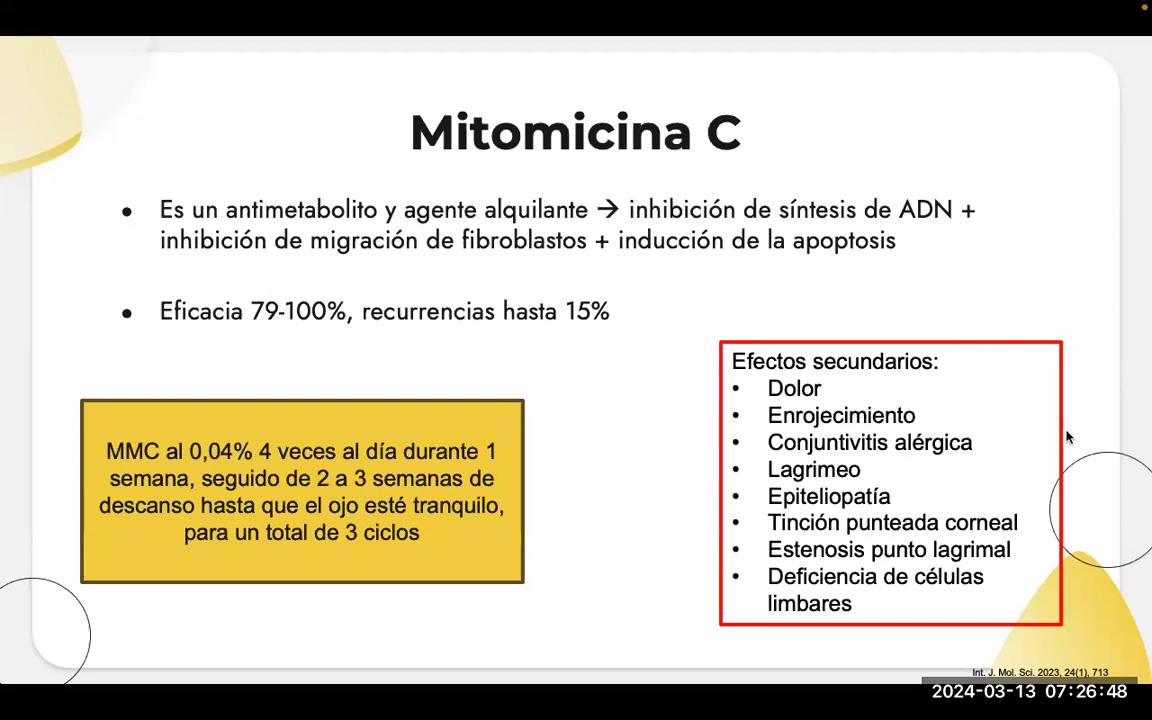 Mitomicina C
• Es un antimetabolito y agente alquilante → inhibición de síntesis de ADN +
inhibición de migración de fibroblastos + inducción de la apoptosis
• Eficacia 79-100%, recurrencias hasta 15%
MMC al 0,04% 4 veces al día durante 1
semana, seguido de 2 a 3 semanas de
descanso hasta que el ojo esté tranquilo,
para un total de 3 ciclos
Efectos secundarios:
• Dolor
• Enrojecimiento
• Conjuntivitis alérgica
• Lagrimeo
• Epiteliopatía
• Tinción punteada corneal
• Estenosis punto lagrimal
• Deficiencia de células
limbares
Int. J. Mol. Sci. 2023, 24(1), 713
2024-03-13 07:26:48